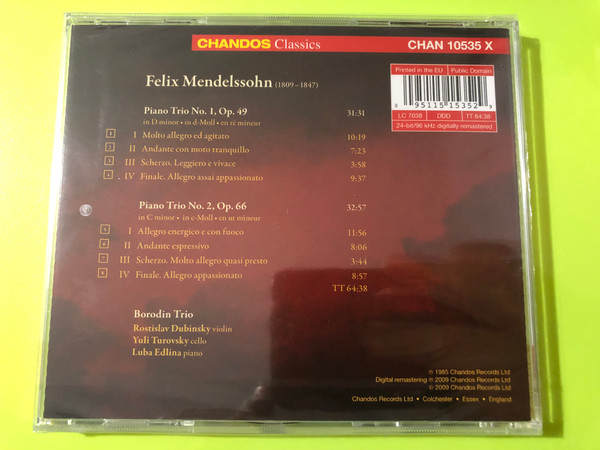 CHANDOS Classics CHAN 10535 X
Felix Mendelssohn (1809–1847)
Printed in the EU Public Domain
0 95115 15352 9
LC 7038 DDD TT 64:38
24-bit/96 kHz digitally remastered
Piano Trio No. 1, Op. 49 31:31
in D minor • in d-Moll • en ré mineur
1 I Molto allegro ed agitato 10:19
2 II Andante con moto tranquillo 7:23
3 III Scherzo. Leggiero e vivace 3:58
4 IV Finale. Allegro assai appassionato 9:37
Piano Trio No. 2, Op. 66 32:57
in C minor • in c-Moll • en ut mineur
5 I Allegro energico e con fuoco 11:56
6 II Andante espressivo 8:06
7 III Scherzo. Molto allegro quasi presto 3:44
8 IV Finale. Allegro appassionato 8:57
TT 64:38
Borodin Trio
Rostislav Dubinsky violin
Yuli Turovsky cello
Luba Edlina piano
℗ 1985 Chandos Records Ltd
Digital remastering ℗ 2009 Chandos Records Ltd
© 2009 Chandos Records Ltd
Chandos Records Ltd • Colchester • Essex • England